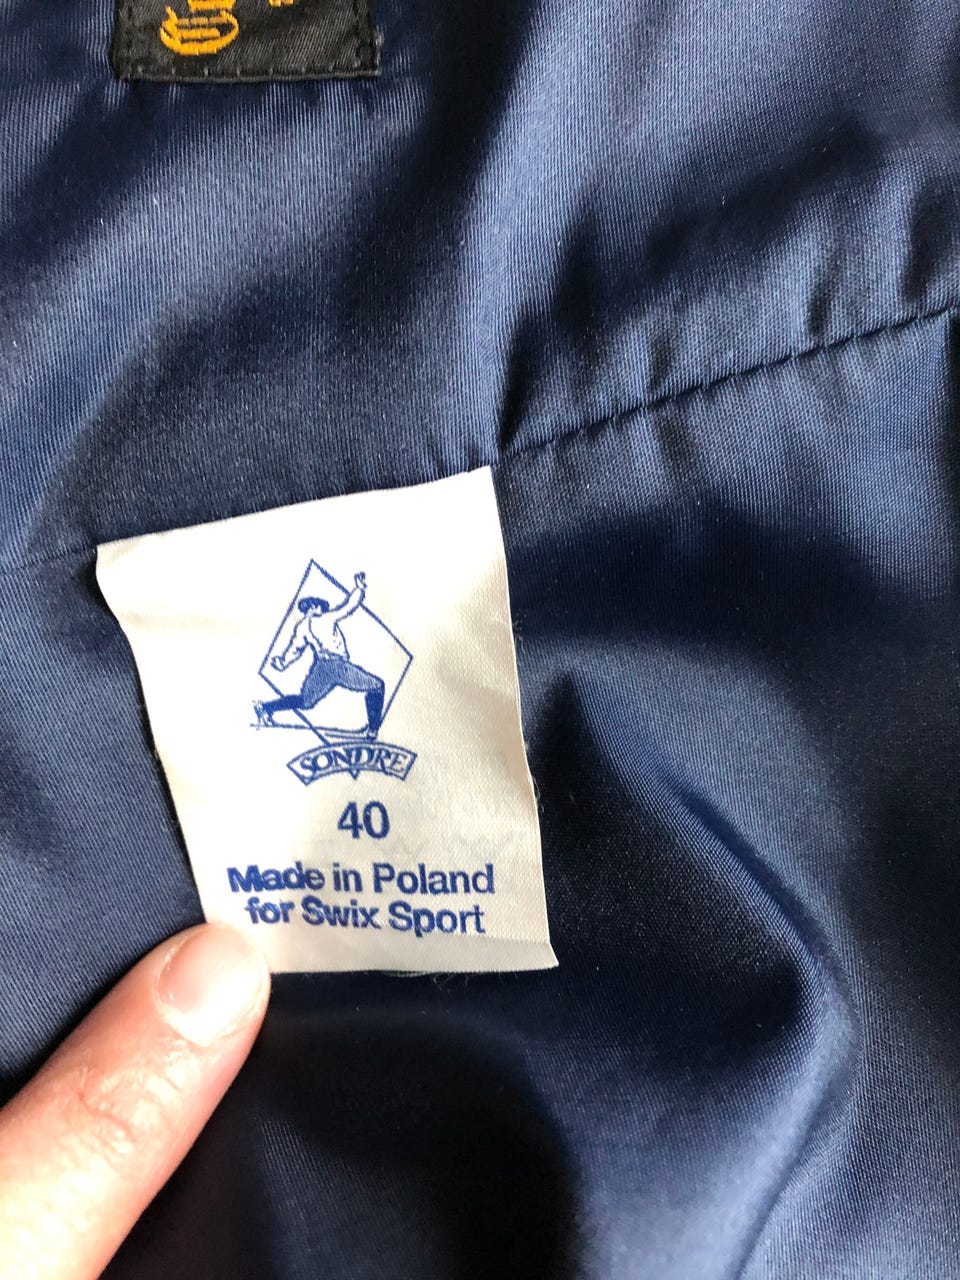 SONDRE
40
Made in Poland
for Swix Sport